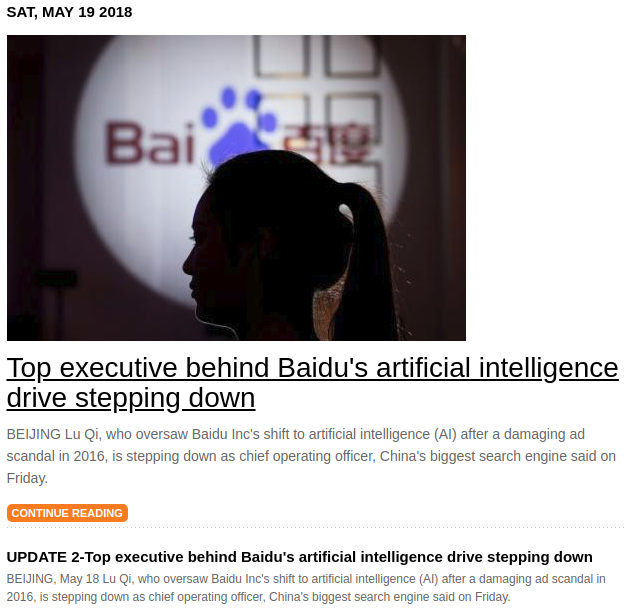 SAT, MAY 19 2018
Bai 百度
Top executive behind Baidu's artificial intelligence
drive stepping down
BEIJING Lu Qi, who oversaw Baidu Inc's shift to artificial intelligence (AI) after a damaging ad
scandal in 2016, is stepping down as chief operating officer, China's biggest search engine said on
Friday.
CONTINUE READING
UPDATE 2-Top executive behind Baidu's artificial intelligence drive stepping down
BEIJING, May 18 Lu Qi, who oversaw Baidu Inc's shift to artificial intelligence (AI) after a damaging ad scandal in
2016, is stepping down as chief operating officer, China's biggest search engine said on Friday.